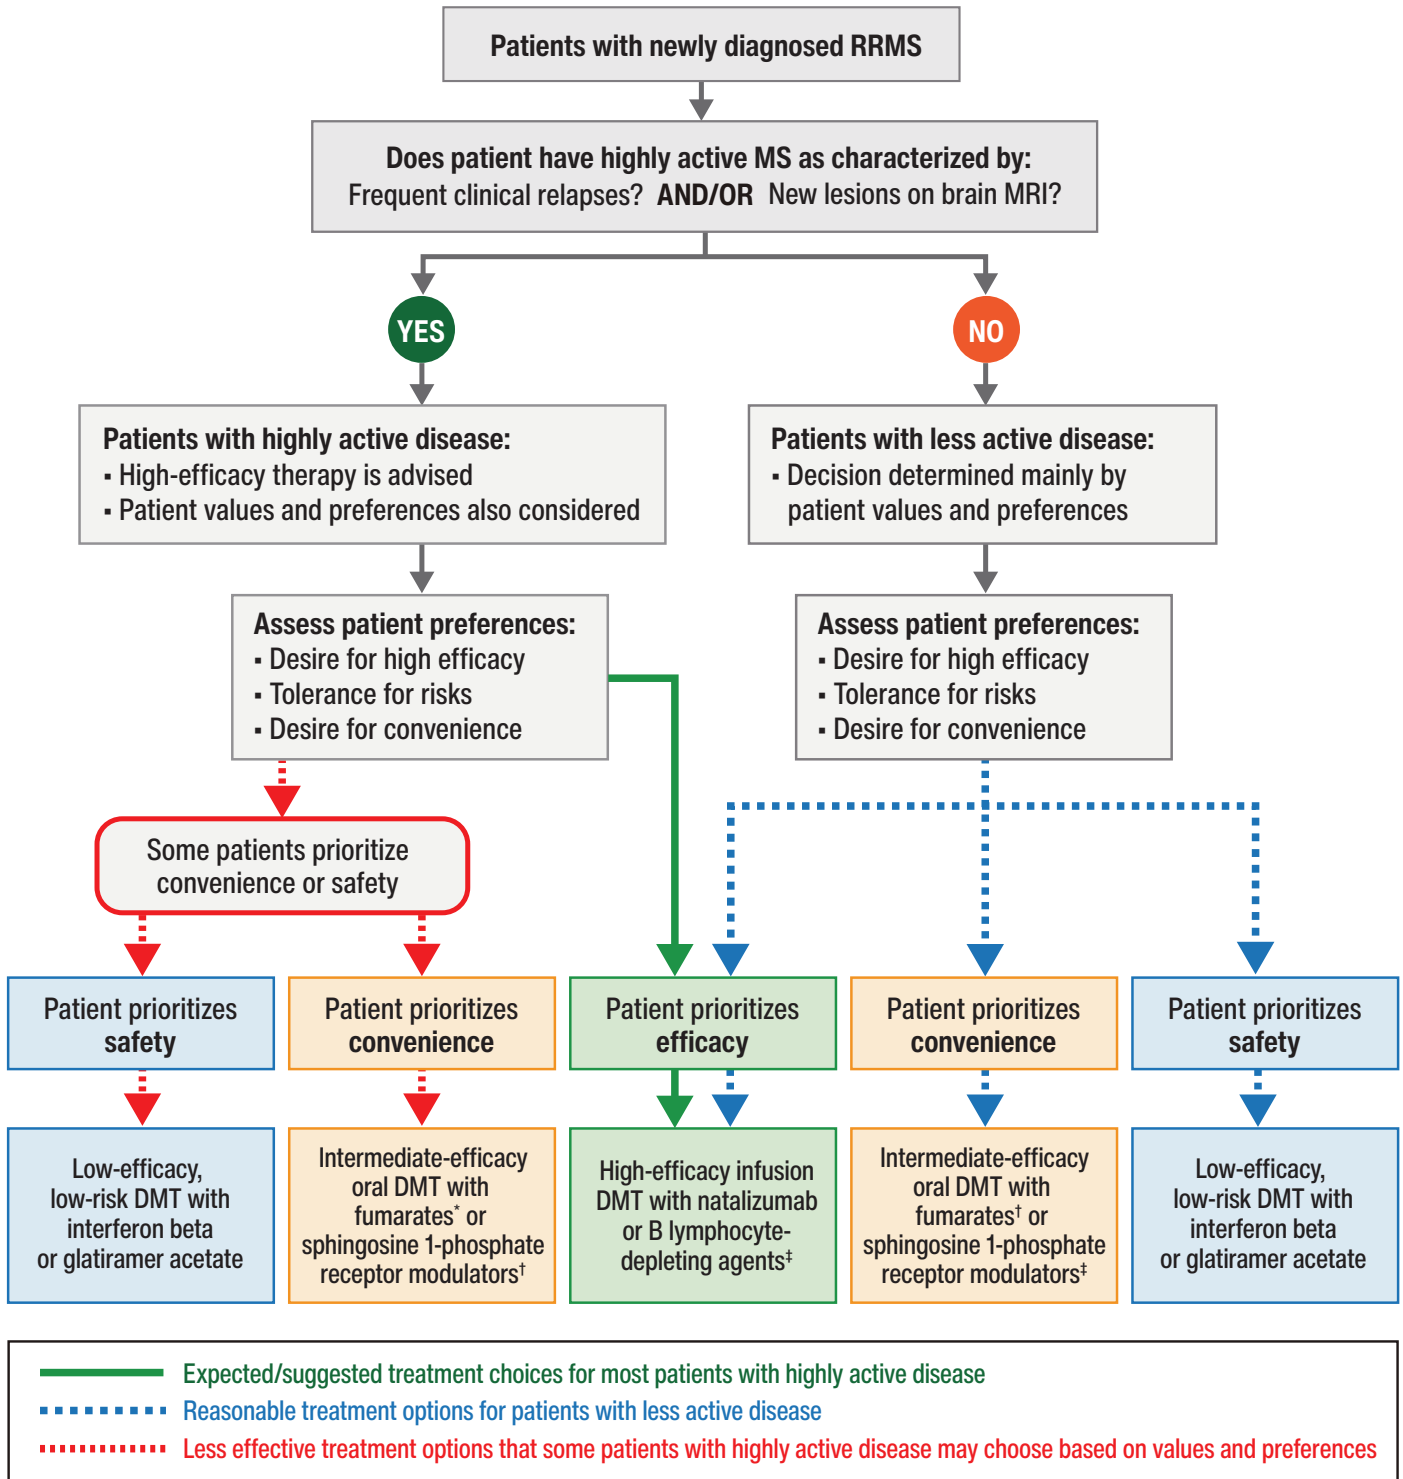 Patients with newly diagnosed RRMS
Does patient have highly active MS as characterized by:
Frequent clinical relapses? AND/OR New lesions on brain MRI?
YES
NO
Patients with highly active disease:
▪ High-efficacy therapy is advised
▪ Patient values and preferences also considered
Patients with less active disease:
▪ Decision determined mainly by
patient values and preferences
Assess patient preferences:
▪ Desire for high efficacy
▪ Tolerance for risks
▪ Desire for convenience
Assess patient preferences:
▪ Desire for high efficacy
▪ Tolerance for risks
▪ Desire for convenience
Some patients prioritize
convenience or safety
Patient prioritizes
safety
Patient prioritizes
convenience
Patient prioritizes
efficacy
Patient prioritizes
convenience
Patient prioritizes
safety
Low-efficacy,
low-risk DMT with
interferon beta
or glatiramer acetate
Intermediate-efficacy
oral DMT with
fumarates* or
sphingosine 1-phosphate
receptor modulators†
High-efficacy infusion
DMT with natalizumab
or B lymphocyte-
depleting agents‡
Intermediate-efficacy
oral DMT with
fumarates† or
sphingosine 1-phosphate
receptor modulators‡
Low-efficacy,
low-risk DMT with
interferon beta
or glatiramer acetate
Expected/suggested treatment choices for most patients with highly active disease
Reasonable treatment options for patients with less active disease
Less effective treatment options that some patients with highly active disease may choose based on values and preferences